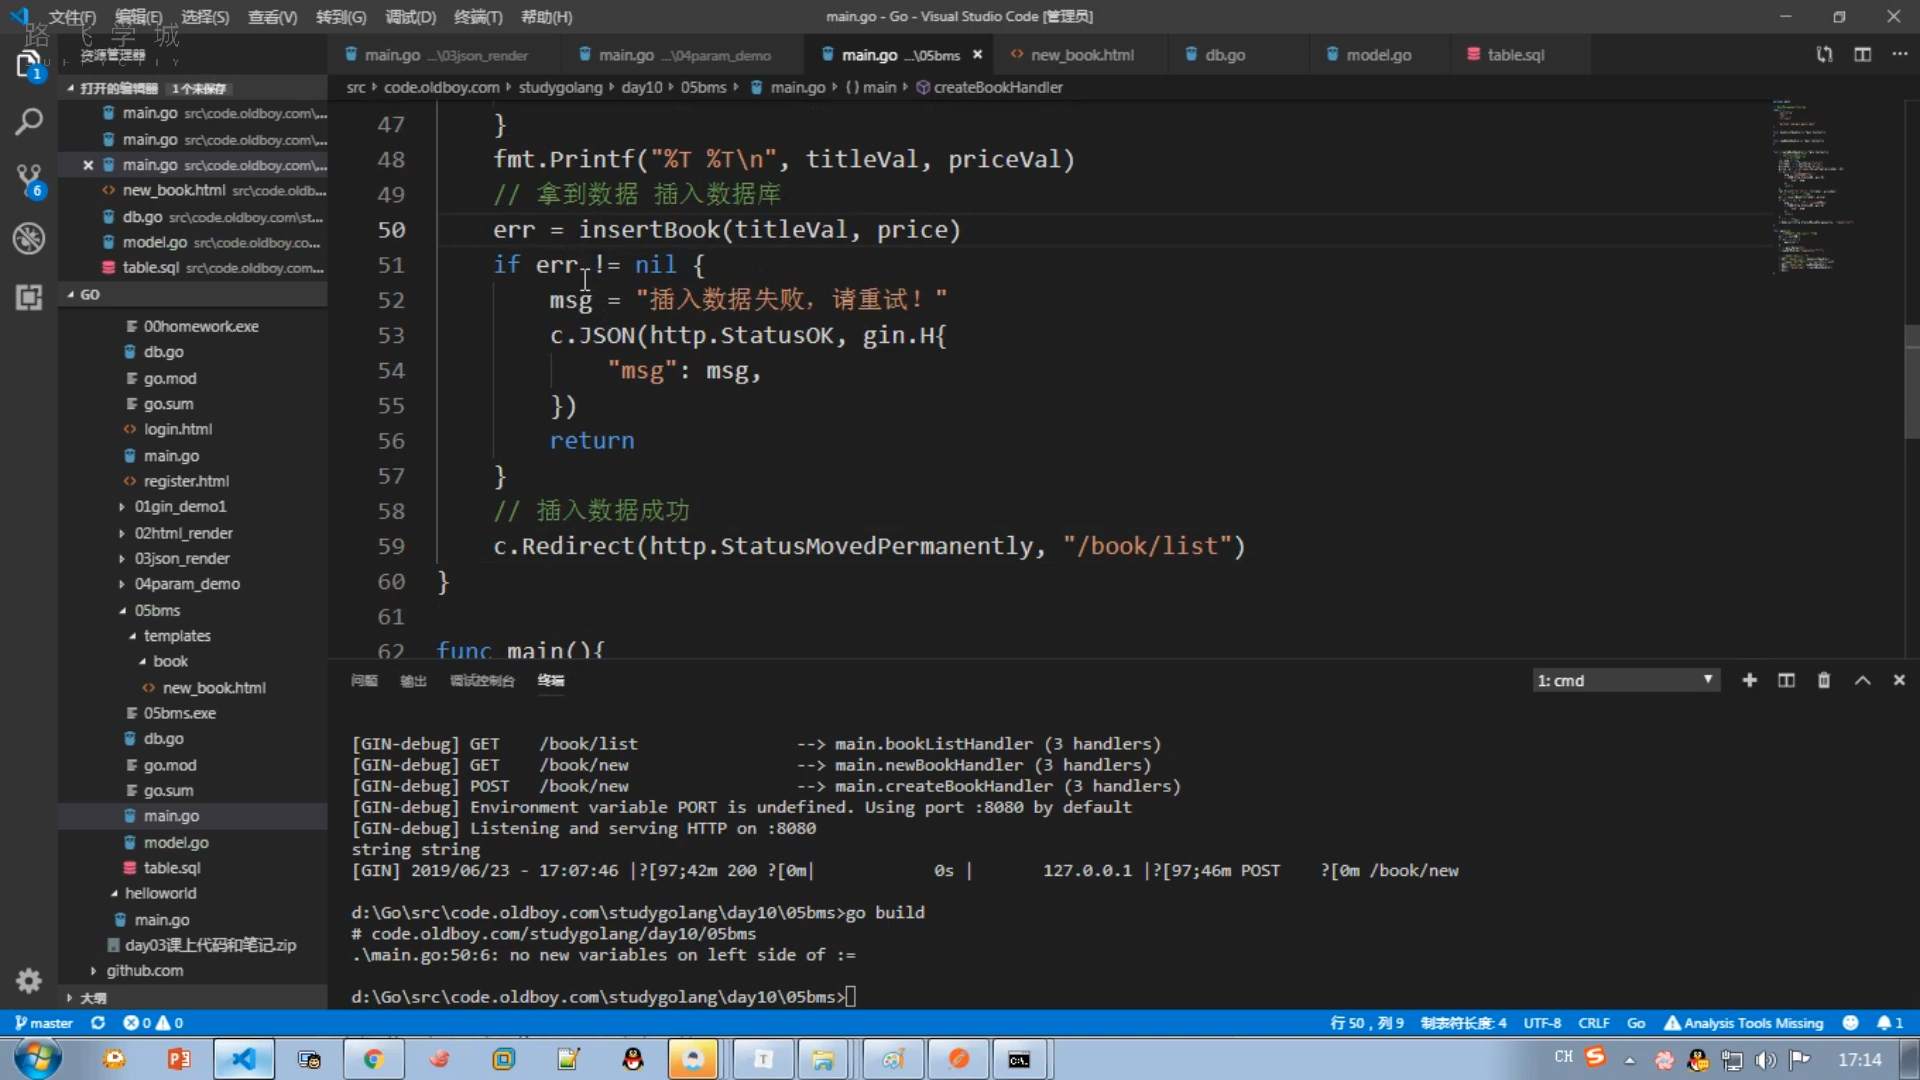 文件(F) 编辑(E) 选择(S) 查看(V) 转到(G) 调试(D) 终端(T) 帮助(H)
main.go - Go - Visual Studio Code [管理员]
路飞学城
资源管理器
main.go ...\03json_render
main.go ...\04param_demo
main.go ...\05bms
new_book.html
db.go
model.go
table.sql
打开的编辑器 1 个未保存
src code.oldboy.com studygolang day10 05bms main.go main createBookHandler
main.go src\code.oldboy.com\...
main.go src\code.oldboy.com\...
main.go src\code.oldboy.com\...
new_book.html src\code.oldb...
db.go src\code.oldboy.com\st...
model.go src\code.oldboy.co...
table.sql src\code.oldboy.com...
GO
00homework.exe
db.go
go.mod
go.sum
login.html
main.go
register.html
01gin_demo1
02html_render
03json_render
04param_demo
05bms
templates
book
new_book.html
05bms.exe
db.go
go.mod
go.sum
main.go
model.go
table.sql
helloworld
main.go
day03课上代码和笔记.zip
github.com
大纲
47 }
48 fmt.Printf("%T %T\n", titleVal, priceVal)
49 // 拿到数据 插入数据库
50 err = insertBook(titleVal, price)
51 if err != nil {
52 msg = "插入数据失败，请重试！"
53 c.JSON(http.StatusOK, gin.H{
54 "msg": msg,
55 })
56 return
57 }
58 // 插入数据成功
59 c.Redirect(http.StatusMovedPermanently, "/book/list")
60 }
61
62 func main(){
问题 输出 调试控制台 终端
1: cmd
[GIN-debug] GET /book/list --> main.bookListHandler (3 handlers)
[GIN-debug] GET /book/new --> main.newBookHandler (3 handlers)
[GIN-debug] POST /book/new --> main.createBookHandler (3 handlers)
[GIN-debug] Environment variable PORT is undefined. Using port :8080 by default
[GIN-debug] Listening and serving HTTP on :8080
string string
[GIN] 2019/06/23 - 17:07:46 |?[97;42m 200 ?[0m| 0s | 127.0.0.1 |?[97;46m POST ?[0m /book/new
d:\Go\src\code.oldboy.com\studygolang\day10\05bms>go build
# code.oldboy.com/studygolang/day10/05bms
.\main.go:50:6: no new variables on left side of :=
d:\Go\src\code.oldboy.com\studygolang\day10\05bms>
master 0 0
行 50，列 9 制表符长度: 4 UTF-8 CRLF Go Analysis Tools Missing 1
CH 17:14